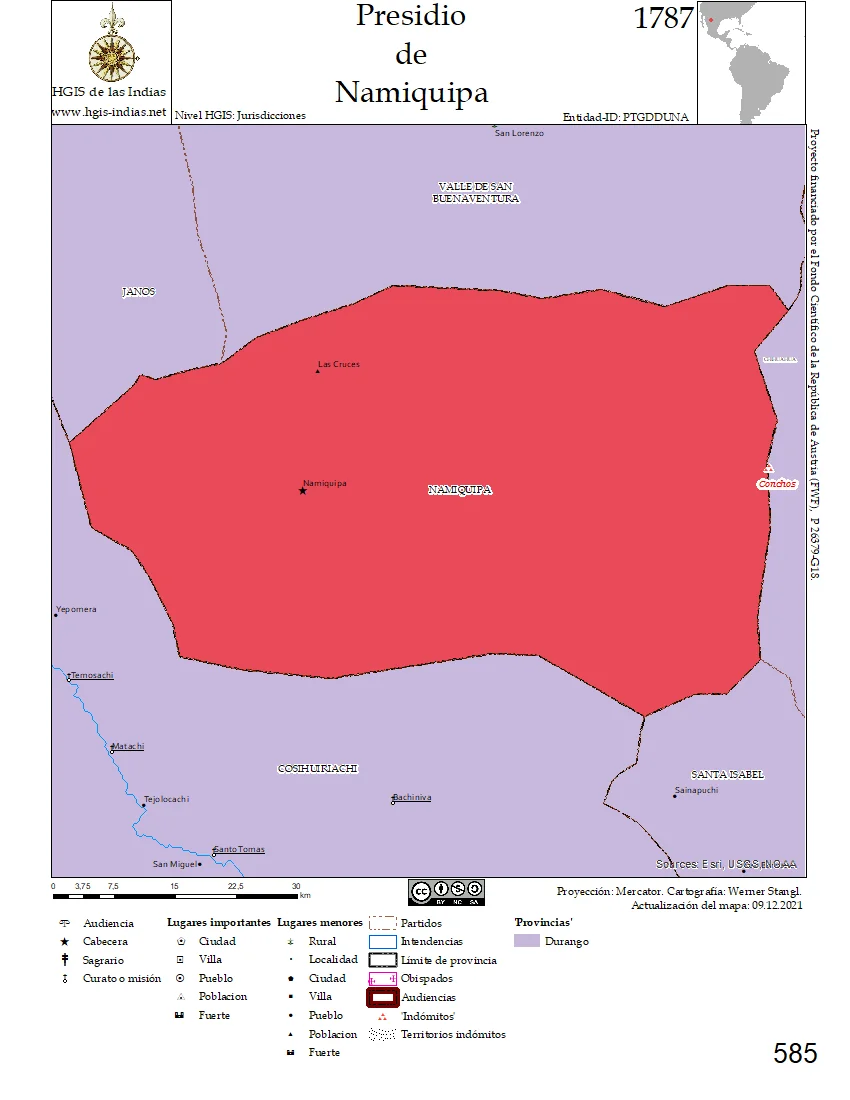 Presidio
de
Namiquipa
1787
HGIS de las Indias
www.hgis-indias.net
Nivel HGIS: Jurisdicciones
Entidad-ID: PTGDDUNA
San Lorenzo
VALLE DE SAN
BUENAVENTURA
JANOS
Las Cruces
Namiquipa
NAMIQUIPA
Conchos
Yepomera
Temosachi
Matachi
COSIHUIRIACHI
SANTA ISABEL
Sainapuchi
Tejolocachi
Bachiniva
Santo Tomas
San Miguel
Sources: Esri, USGS, NOAA
Proyecto financiado por el Fondo Científico de la República de Austria (FWF), P 26379-G18.
0 3,75 7,5 15 22,5 30
km
CC BY NC SA
Proyección: Mercator. Cartografía: Werner Stangl.
Actualización del mapa: 09.12.2021
Audiencia
Cabecera
Sagrario
Curato o misión
Lugares importantes
Ciudad
Villa
Pueblo
Poblacion
Fuerte
Lugares menores
Rural
Localidad
Ciudad
Villa
Pueblo
Poblacion
Fuerte
Partidos
Intendencias
Límite de provincia
Obispados
Audiencias
'Indómitos'
Territorios indómitos
'Provincias'
Durango
585